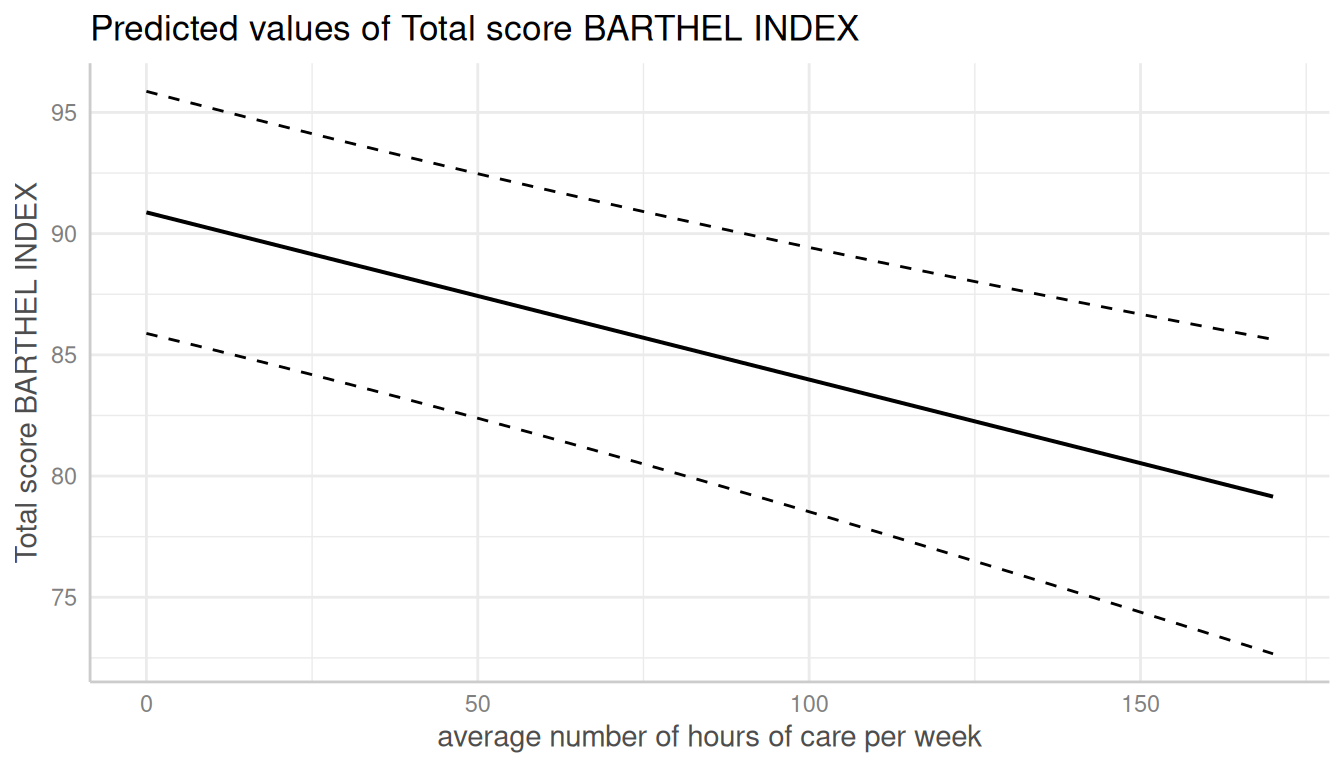 Predicted values of Total score BARTHEL INDEX
Total score BARTHEL INDEX
95
90
85
80
75
0 50 100 150
average number of hours of care per week